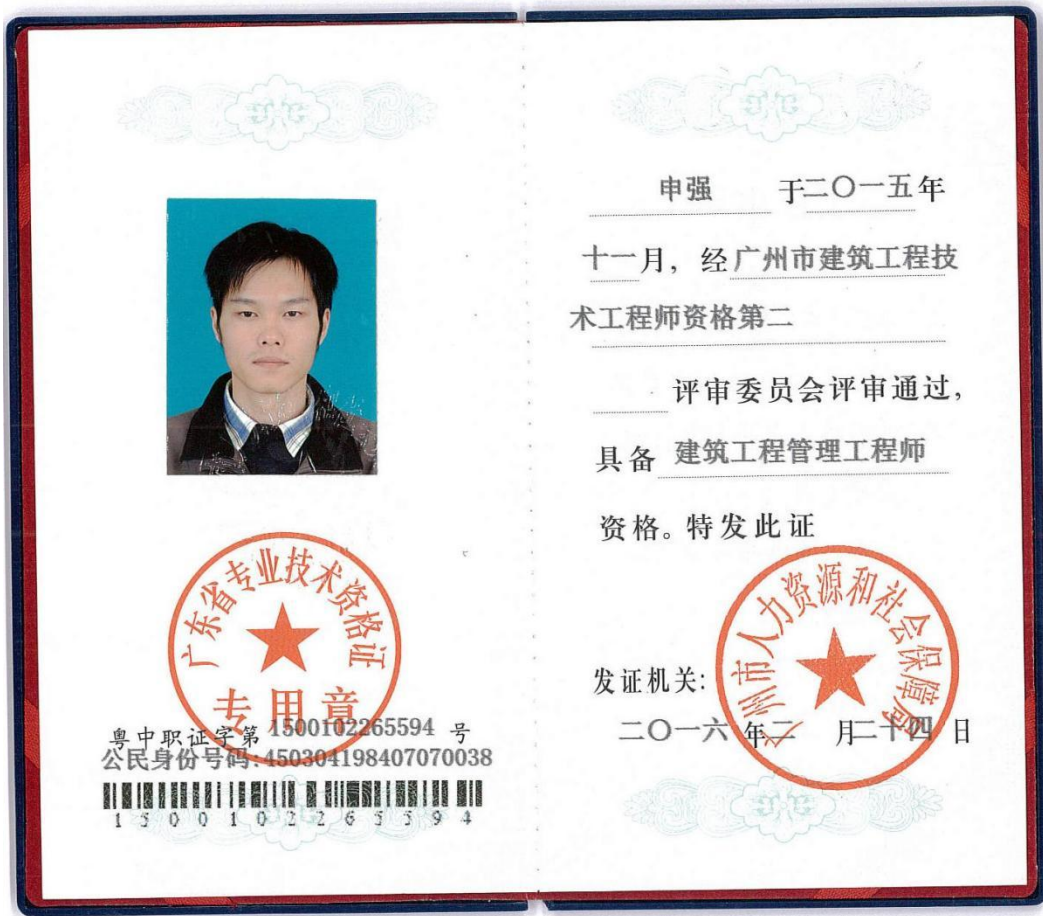 广东省专业技术资格证
专用章
粤中职证字第 1500102265594 号
公民身份号码:450304198407070038
1500102265594
申强 于二〇一五年
十一月，经广州市建筑工程技
术工程师资格第二
评审委员会评审通过，
具备 建筑工程管理工程师
资格。特发此证
广州市人力资源和社会保障局
发证机关:
二〇一六年二 月二十四日